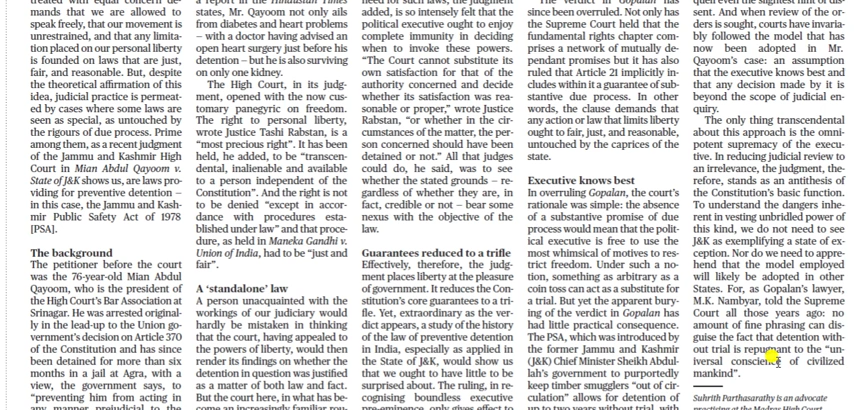 treated with equal concern de-
mands that we are allowed to
speak freely, that our movement is
unrestrained, and that any limita-
tion placed on our personal liberty
is founded on laws that are just,
fair, and reasonable. But, despite
the theoretical affirmation of this
idea, judicial practice is permeat-
ed by cases where some laws are
seen as special, as untouched by
the rigours of due process. Prime
among them, as a recent judgment
of the Jammu and Kashmir High
Court in Mian Abdul Qayoom v.
State of J&K shows us, are laws pro-
viding for preventive detention –
in this case, the Jammu and Kash-
mir Public Safety Act of 1978
[PSA].
The background
The petitioner before the court
was the 76-year-old Mian Abdul
Qayoom, who is the president of
the High Court's Bar Association at
Srinagar. He was arrested original-
ly in the lead-up to the Union go-
vernment's decision on Article 370
of the Constitution and has since
been detained for more than six
months in a jail at Agra, with a
view, the government says, to
"preventing him from acting in
any manner prejudicial to the
a report in the Hindustan Times
states, Mr. Qayoom not only ails
from diabetes and heart problems
– with a doctor having advised an
open heart surgery just before his
detention – but he is also surviving
on only one kidney.
The High Court, in its judg-
ment, opened with the now cus-
tomary panegyric on freedom.
The right to personal liberty,
wrote Justice Tashi Rabstan, is a
"most precious right". It has been
held, he added, to be "transcen-
dental, inalienable and available
to a person independent of the
Constitution". And the right is not
to be denied "except in accor-
dance with procedures esta-
blished under law" and that proce-
dure, as held in Maneka Gandhi v.
Union of India, had to be "just and
fair".
A 'standalone' law
A person unacquainted with the
workings of our judiciary would
hardly be mistaken in thinking
that the court, having appealed to
the powers of liberty, would then
render its findings on whether the
detention in question was justified
as a matter of both law and fact.
But the court here, in what has be-
come an increasingly familiar rou-
need for such laws, the judgment
added, is so intensely felt that the
political executive ought to enjoy
complete immunity in deciding
when to invoke these powers.
"The Court cannot substitute its
own satisfaction for that of the
authority concerned and decide
whether its satisfaction was rea-
sonable or proper," wrote Justice
Rabstan, "or whether in the cir-
cumstances of the matter, the per-
son concerned should have been
detained or not." All that judges
could do, he said, was to see
whether the stated grounds – re-
gardless of whether they are, in
fact, credible or not – bear some
nexus with the objective of the
law.
Guarantees reduced to a trifle
Effectively, therefore, the judg-
ment places liberty at the pleasure
of government. It reduces the Con-
stitution's core guarantees to a tri-
fle. Yet, extraordinary as the ver-
dict appears, a study of the history
of the law of preventive detention
in India, especially as applied in
the State of J&K, would show us
that we ought to have little to be
surprised about. The ruling, in re-
cognising boundless executive
pre-eminence, only gives effect to
The verdict in Gopalan has
since been overruled. Not only has
the Supreme Court held that the
fundamental rights chapter com-
prises a network of mutually de-
pendant promises but it has also
ruled that Article 21 implicitly in-
cludes within it a guarantee of sub-
stantive due process. In other
words, the clause demands that
any action or law that limits liberty
ought to fair, just, and reasonable,
untouched by the caprices of the
state.
Executive knows best
In overruling Gopalan, the court's
rationale was simple: the absence
of a substantive promise of due
process would mean that the polit-
ical executive is free to use the
most whimsical of motives to res-
trict freedom. Under such a no-
tion, something as arbitrary as a
coin toss can act as a substitute for
a trial. But yet the apparent bury-
ing of the verdict in Gopalan has
had little practical consequence.
The PSA, which was introduced by
the former Jammu and Kashmir
(J&K) Chief Minister Sheikh Abdul-
lah's government to purportedly
keep timber smugglers "out of cir-
culation" allows for detention of
up to two years without trial, with
quell even the slightest hint of dis-
sent. And when review of the or-
ders is sought, courts have invaria-
bly followed the model that has
now been adopted in Mr.
Qayoom's case: an assumption
that the executive knows best and
that any decision made by it is
beyond the scope of judicial en-
quiry.
The only thing transcendental
about this approach is the omni-
potent supremacy of the execu-
tive. In reducing judicial review to
an irrelevance, the judgment, the-
refore, stands as an antithesis of
the Constitution's basic function.
To understand the dangers inhe-
rent in vesting unbridled power of
this kind, we do not need to see
J&K as exemplifying a state of ex-
ception. Nor do we need to appre-
hend that the model employed
will likely be adopted in other
States. For, as Gopalan's lawyer,
M.K. Nambyar, told the Supreme
Court all those years ago: no
amount of fine phrasing can dis-
guise the fact that detention with-
out trial is repugnant to the "un-
iversal conscience of civilized
mankind".
Suhrith Parthasarathy is an advocate
practising at the Madras High Court